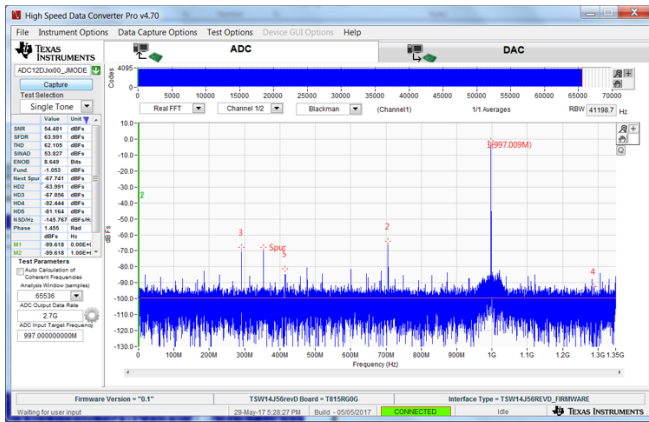 High Speed Data Converter Pro v4.70
File Instrument Options Data Capture Options Test Options Device GUI Options Help
TEXAS INSTRUMENTS
ADC
DAC
ADC12DJxx00_JMODE
Capture
Test Selection
Single Tone
Value Unit
SNR 54.481 dBFs
SFDR 63.991 dBFs
THD 62.105 dBFs
SINAD 53.827 dBFs
ENOB 8.649 Bits
Fund. -1.053 dBFs
Next Spur -67.741 dBFs
HD2 -63.991 dBFs
HD3 -67.856 dBFs
HD4 -92.444 dBFs
HD5 -81.164 dBFs
NSD/Hz -145.767 dBFs/Hz
Phase 1.455 Rad
dBFs Hz
M1 -99.618 0.00E+(
M2 -99.618 1.00E+(
Test Parameters
Auto Calculation of
Coherent Frequencies
Analysis Window (samples)
65536
ADC Output Data Rate
2.7G
ADC Input Target Frequency
997.000000000M
Codes
4095
0
0 5000 10000 15000 20000 25000 30000 35000 40000 45000 50000 55000 60000 65000 70000
Real FFT Channel 1/2 Blackman (Channel1) 1/1 Averages RBW 41198.7 Hz
dBFs
10.0
0.0
-10.0
-20.0
-30.0
-40.0
-50.0
-60.0
-70.0
-80.0
-90.0
-100.0
-110.0
-120.0
-130.0
(997.009M)
2
3
Spur
5
2
4
0 100M 200M 300M 400M 500M 600M 700M 800M 900M 1G 1.1G 1.2G 1.3G 1.35G
Frequency (Hz)
Firmware Version = "0.1"
TSW14J56revD Board = T815RG0G
Interface Type = TSW14J56REVD_FIRMWARE
Waiting for user input
29-May-17 5:28:27 PM
Build - 05/05/2017
CONNECTED
Idle
TEXAS INSTRUMENTS